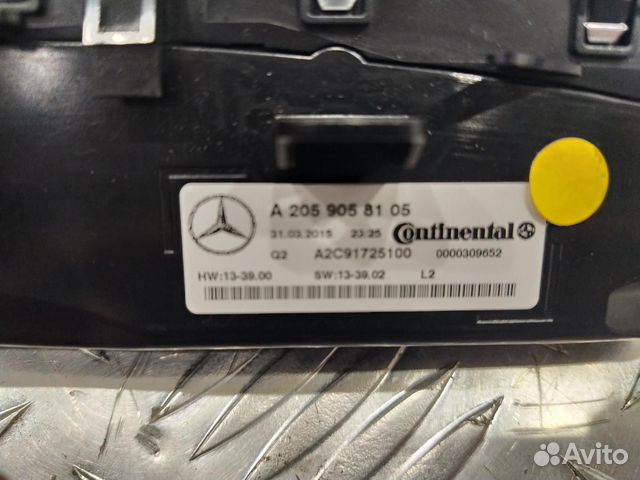 A 205 905 81 05
31.03.2015 23:25 Continental
Q2 A2C91725100 0000309652
HW:13-39.00 SW:13-39.02 L2
Avito